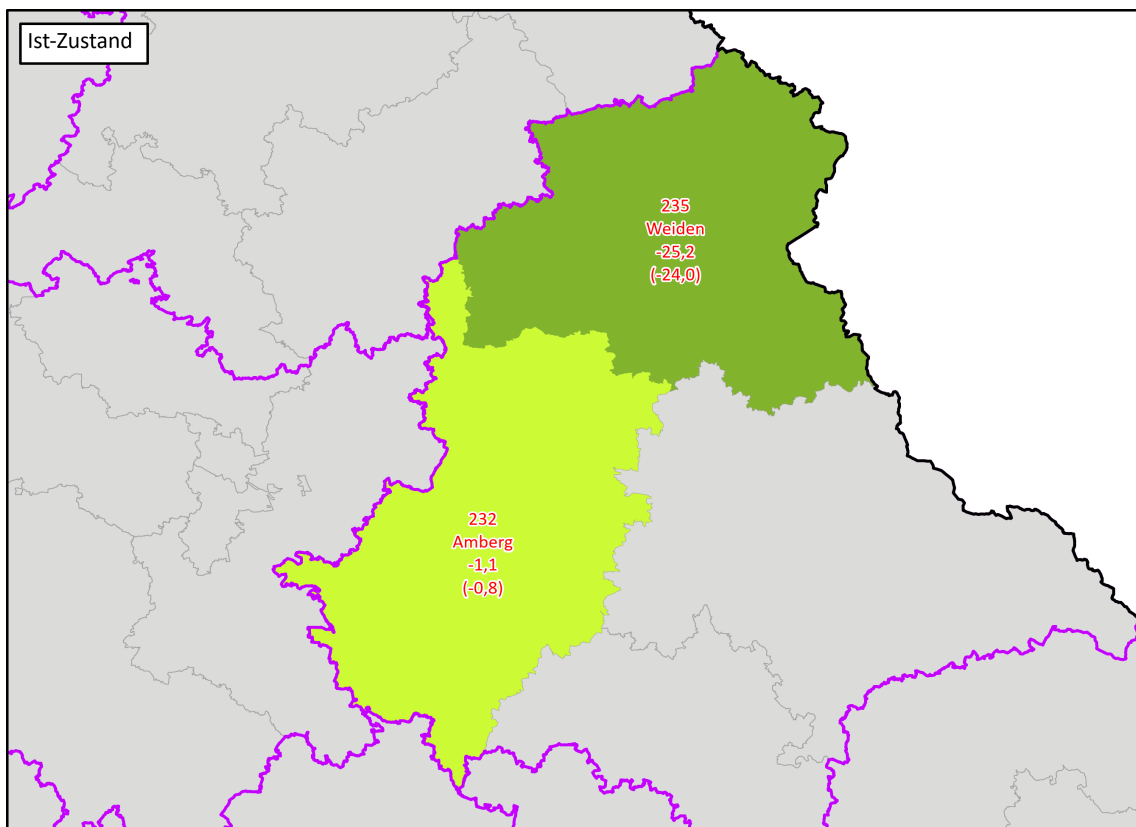 Ist-Zustand
235
Weiden
-25,2
(-24,0)
232
Amberg
-1,1
(-0,8)